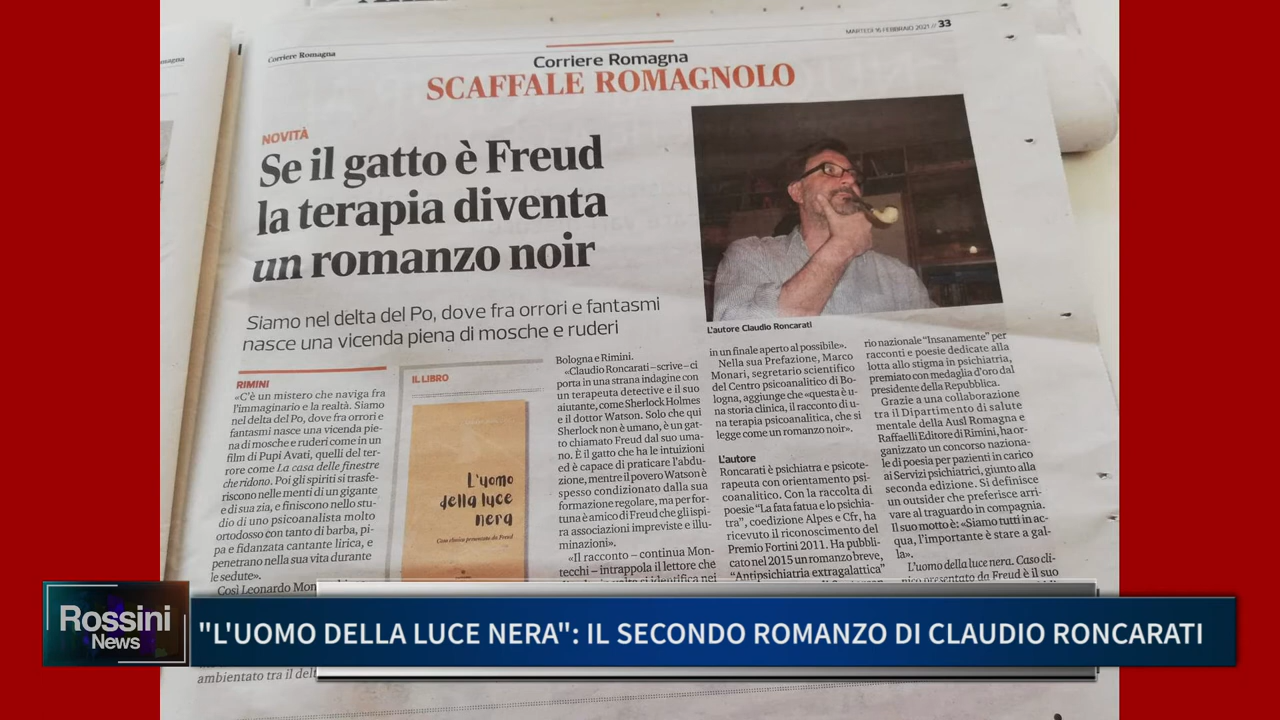 Corriere Romagna
MARTEDÌ 16 FEBBRAIO 2021 // 33
Corriere Romagna
SCAFFALE ROMAGNOLO
NOVITÀ
Se il gatto è Freud
la terapia diventa
un romanzo noir
Siamo nel delta del Po, dove fra orrori e fantasmi
nasce una vicenda piena di mosche e ruderi
L'autore Claudio Roncarati
RIMINI
«C'è un mistero che naviga fra
l'immaginario e la realtà. Siamo
nel delta del Po, dove fra orrori e
fantasmi nasce una vicenda pie-
na di mosche e ruderi come in un
film di Pupi Avati, quelli del ter-
rore come La casa delle finestre
che ridono. Poi gli spiriti si trasfe-
riscono nelle menti di un gigante
e di sua zia, e finiscono nello stu-
dio di uno psicoanalista molto
ortodosso con tanto di barba, pi-
pa e fidanzata cantante lirica, e
penetrano nella sua vita durante
le sedute».
Così Leonardo
ambientato tra il
IL LIBRO
L'uomo
della luce
nera
Caso clinico presentato da Freud
Bologna e Rimini.
«Claudio Roncarati – scrive – ci
porta in una strana indagine con
un terapeuta detective e il suo
aiutante, come Sherlock Holmes
e il dottor Watson. Solo che qui
Sherlock non è umano, è un gat-
to chiamato Freud dal suo uma-
no. È il gatto che ha le intuizioni
ed è capace di praticare l'abdu-
zione, mentre il povero Watson è
spesso condizionato dalla sua
formazione regolare, ma per for-
tuna è amico di Freud che gli ispi-
ra associazioni impreviste e illu-
minazioni».
«Il racconto – continua Mon-
tecchi – intrappola il lettore che
si identifica nei
in un finale aperto al possibile».
Nella sua Prefazione, Marco
Monari, segretario scientifico
del Centro psicoanalitico di Bo-
logna, aggiunge che «questa è u-
na storia clinica, il racconto di u-
na terapia psicoanalitica, che si
legge come un romanzo noir».
L'autore
Roncarati è psichiatra e psicote-
rapeuta con orientamento psi-
coanalitico. Con la raccolta di
poesie "La fata fatua e lo psichia-
tra", coedizione Alpes e Cfr, ha
ricevuto il riconoscimento del
Premio Fortini 2011. Ha pubbli-
cato nel 2015 un romanzo breve,
"Antipsichiatria extragalattica"
rio nazionale "Insanamente" per
racconti e poesie dedicate alla
lotta allo stigma in psichiatria,
premiato con medaglia d'oro dal
presidente della Repubblica.
Grazie a una collaborazione
tra il Dipartimento di salute
mentale della Ausl Romagna e
Raffaelli Editore di Rimini, ha or-
ganizzato un concorso naziona-
le di poesia per pazienti in carico
ai Servizi psichiatrici, giunto alla
seconda edizione. Si definisce
un outsider che preferisce arri-
vare al traguardo in compagnia.
Il suo motto è: «Siamo tutti in ac-
qua, l'importante è stare a gal-
la».
L'uomo della luce nera. Caso cli-
nico presentato da Freud è il suo
Rossini
News
"L'UOMO DELLA LUCE NERA": IL SECONDO ROMANZO DI CLAUDIO RONCARATI